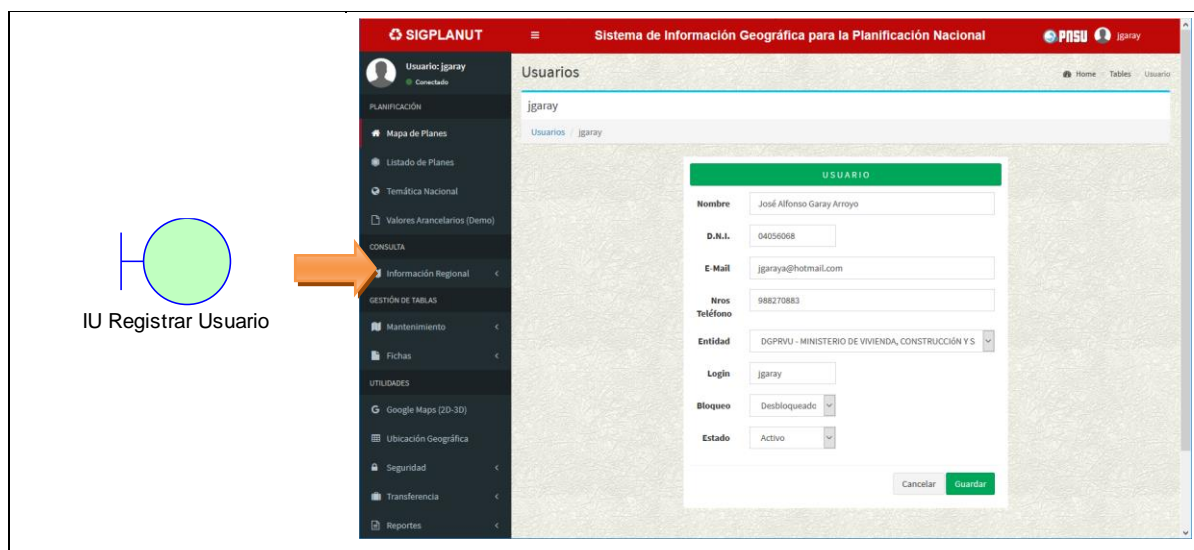 IU Registrar Usuario
SIGPLANUT
Sistema de Información Geográfica para la Planificación Nacional
PNSU jgaray
Usuario: jgaray
Conectado
PLANIFICACIÓN
Mapa de Planes
Listado de Planes
Temática Nacional
Valores Arancelarios (Demo)
CONSULTA
Información Regional
GESTIÓN DE TABLAS
Mantenimiento
Fichas
UTILIDADES
Google Maps (2D-3D)
Ubicación Geográfica
Seguridad
Transferencia
Reportes
Usuarios
Home Tables Usuario
jgaray
Usuarios / jgaray
USUARIO
Nombre José Alfonso Garay Arroyo
D.N.I. 04056068
E-Mail jgaraya@hotmail.com
Nros Teléfono 988270883
Entidad DGPRVU - MINISTERIO DE VIVIENDA, CONSTRUCCIÓN Y S
Login jgaray
Bloqueo Desbloqueado
Estado Activo
Cancelar Guardar